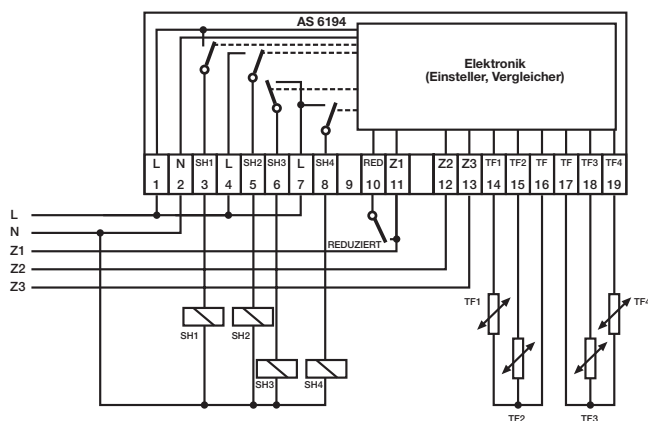 AS 6194
Elektronik
(Einsteller, Vergleicher)
L N SH1 L SH2 SH3 L SH4 RED Z1 Z2 Z3 TF1 TF2 TF TF TF3 TF4
1 2 3 4 5 6 7 8 9 10 11 12 13 14 15 16 17 18 19
L
N
Z1
REDUZIERT
Z2
Z3
TF1
TF4
SH1
SH2
SH3
SH4
TF2
TF3